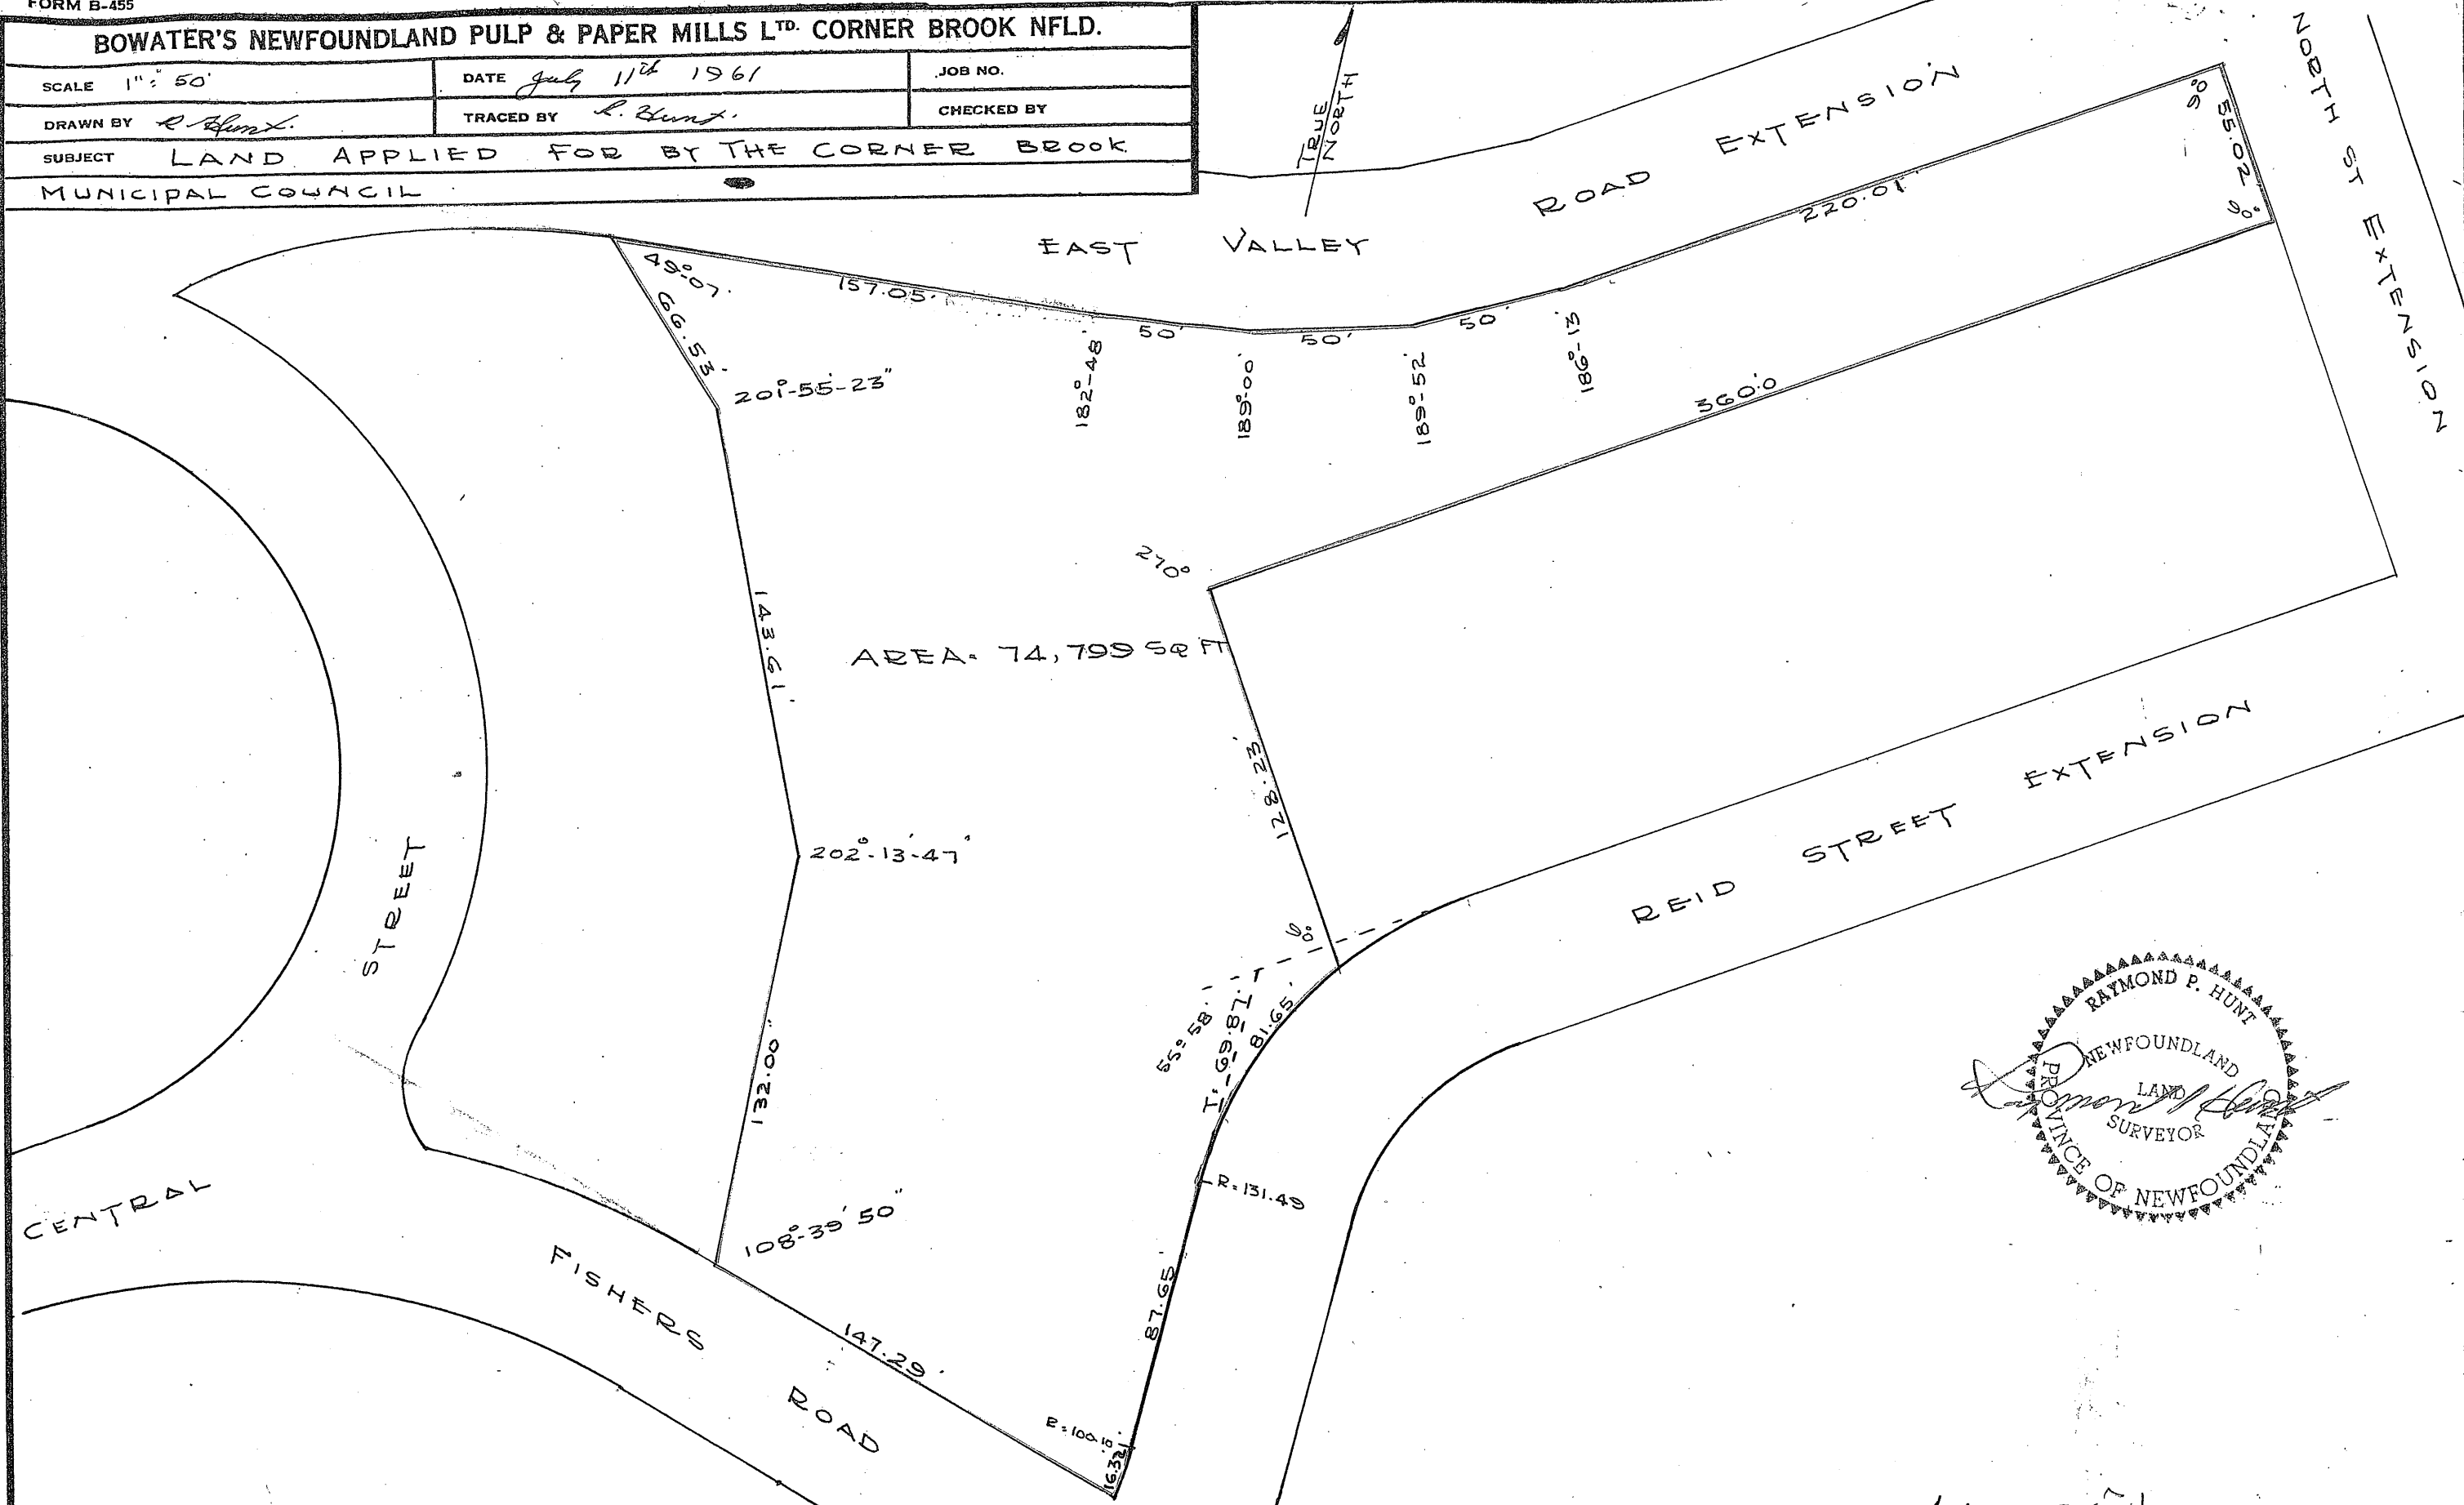 FORM B-455
BOWATER'S NEWFOUNDLAND PULP & PAPER MILLS LTD. CORNER BROOK NFLD.
SCALE 1" = 50'
DATE July 11th 1961
JOB NO.
DRAWN BY R. Hunt.
TRACED BY R. Hunt.
CHECKED BY
SUBJECT LAND APPLIED FOR BY THE CORNER BROOK
MUNICIPAL COUNCIL
TRUE
NORTH
EAST VALLEY ROAD EXTENSION
NORTH ST EXTENSION
90°
55.02'
90°
220.01'
49°-07'
157.05'
66.53'
50'
50'
50'
182°-48'
189°-00'
189°-52'
186°-13'
201°-55'-23"
360.0'
270°
143.61'
AREA = 74,799 SQ FT
128.23'
202°-13'-47"
STREET
REID STREET EXTENSION
90°
55°-58'
T = 69.87'
81.65'
132.00'
R = 131.49
108°-39'50"
CENTRAL
FISHERS ROAD
87.65'
147.29'
R = 100.10'
16.32'
RAYMOND P. HUNT
NEWFOUNDLAND
LAND
SURVEYOR
PROVINCE OF NEWFOUNDLAND
Raymond P Hunt